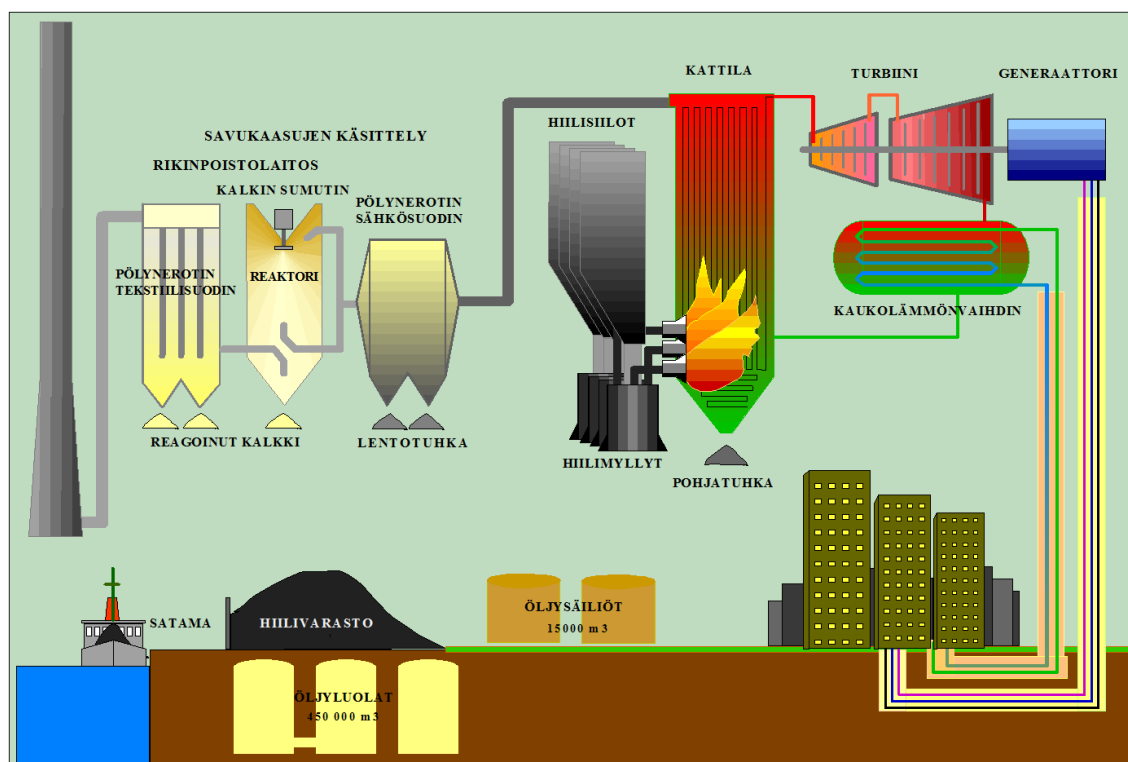 KATTILA
TURBIINI
GENERAATTORI
HIILISIILOT
SAVUKAASUJEN KÄSITTELY
RIKINPOISTOLAITOS
KALKIN SUMUTIN
PÖLYNEROTIN
SÄHKÖSUODIN
PÖLYNEROTIN
TEKSTIILISUODIN
REAKTORI
KAUKOLÄMMÖNVAIHDIN
REAGOINUT KALKKI
LENTOTUHKA
HIILIMYLLYT
POHJATUHKA
SATAMA
HIILIVARASTO
ÖLJYSÄILIÖT
15000 m3
ÖLJYLUOLAT
450 000 m3